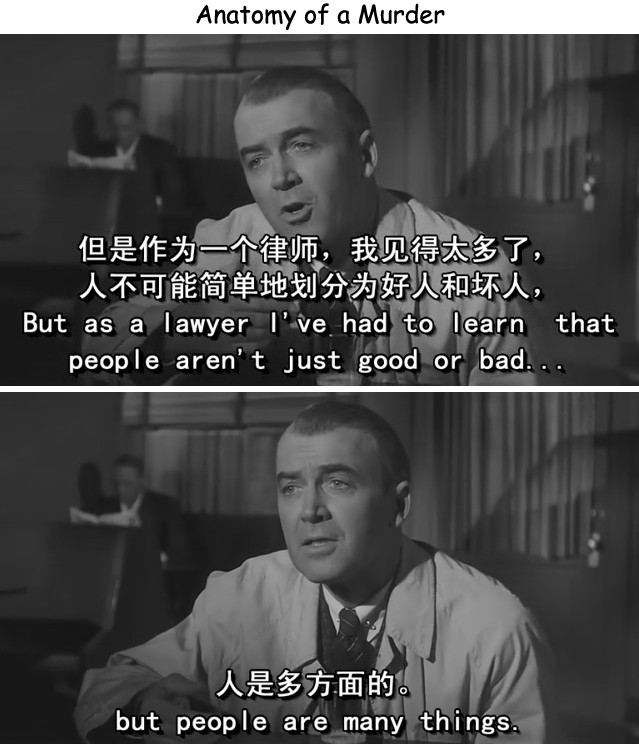 Anatomy of a Murder
但是作为一个律师，我见得太多了，
人不可能简单地划分为好人和坏人，
But as a lawyer I've had to learn  that
people aren't just good or bad...
人是多方面的。
but people are many things.